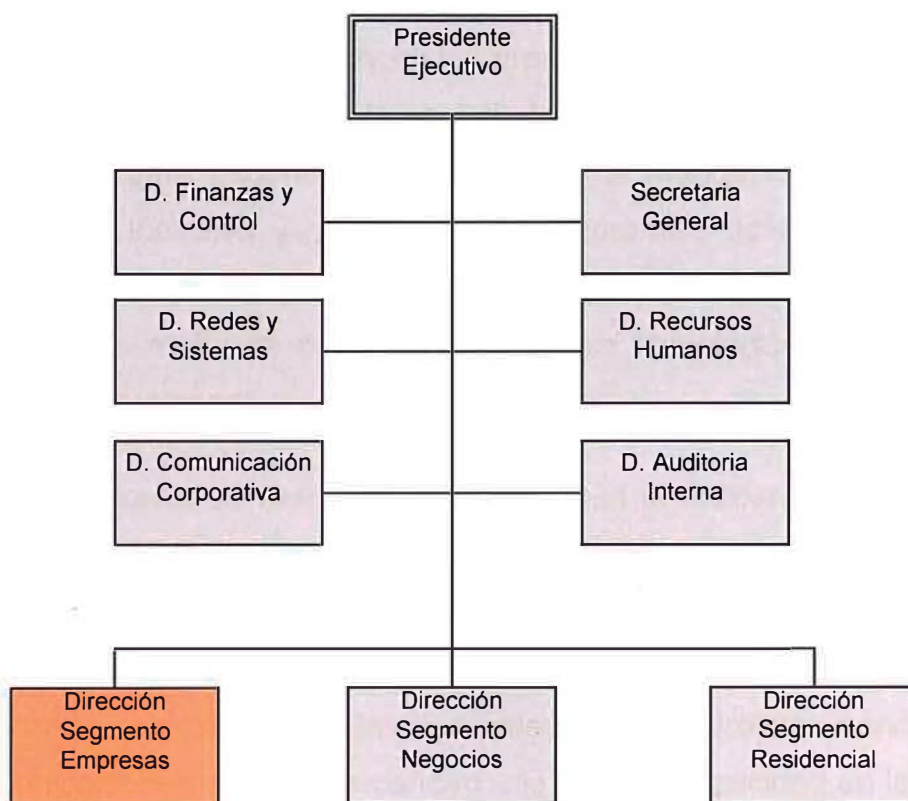 Presidente
Ejecutivo
D. Finanzas y
Control
Secretaria
General
D. Redes y
Sistemas
D. Recursos
Humanos
D. Comunicación
Corporativa
D. Auditoria
Interna
Dirección
Segmento
Empresas
Dirección
Segmento
Negocios
Dirección
Segmento
Residencial